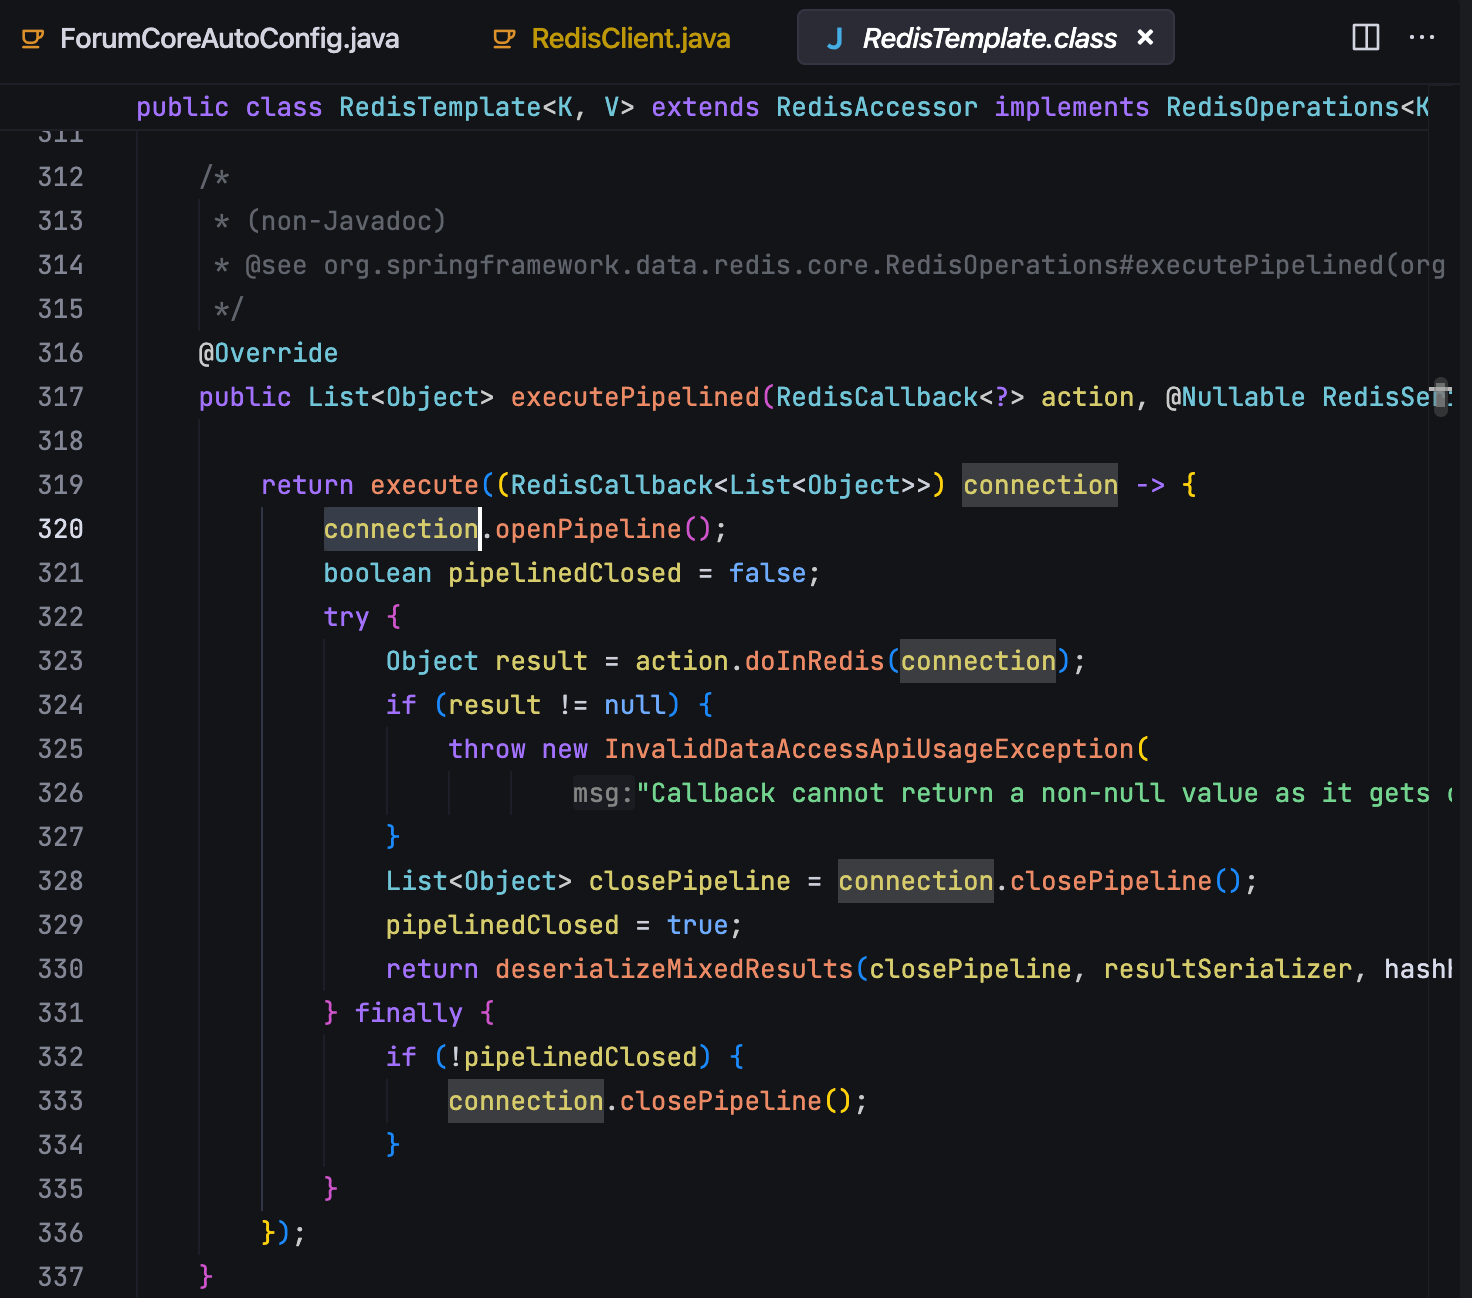 ForumCoreAutoConfig.java RedisClient.java J RedisTemplate.class ×
public class RedisTemplate<K, V> extends RedisAccessor implements RedisOperations<K
311
312 /*
313 * (non-Javadoc)
314 * @see org.springframework.data.redis.core.RedisOperations#executePipelined(org
315 */
316 @Override
317 public List<Object> executePipelined(RedisCallback<?> action, @Nullable RedisSe
318
319 return execute((RedisCallback<List<Object>>) connection -> {
320 connection.openPipeline();
321 boolean pipelinedClosed = false;
322 try {
323 Object result = action.doInRedis(connection);
324 if (result != null) {
325 throw new InvalidDataAccessApiUsageException(
326 msg:"Callback cannot return a non-null value as it gets
327 }
328 List<Object> closePipeline = connection.closePipeline();
329 pipelinedClosed = true;
330 return deserializeMixedResults(closePipeline, resultSerializer, hash
331 } finally {
332 if (!pipelinedClosed) {
333 connection.closePipeline();
334 }
335 }
336 });
337 }